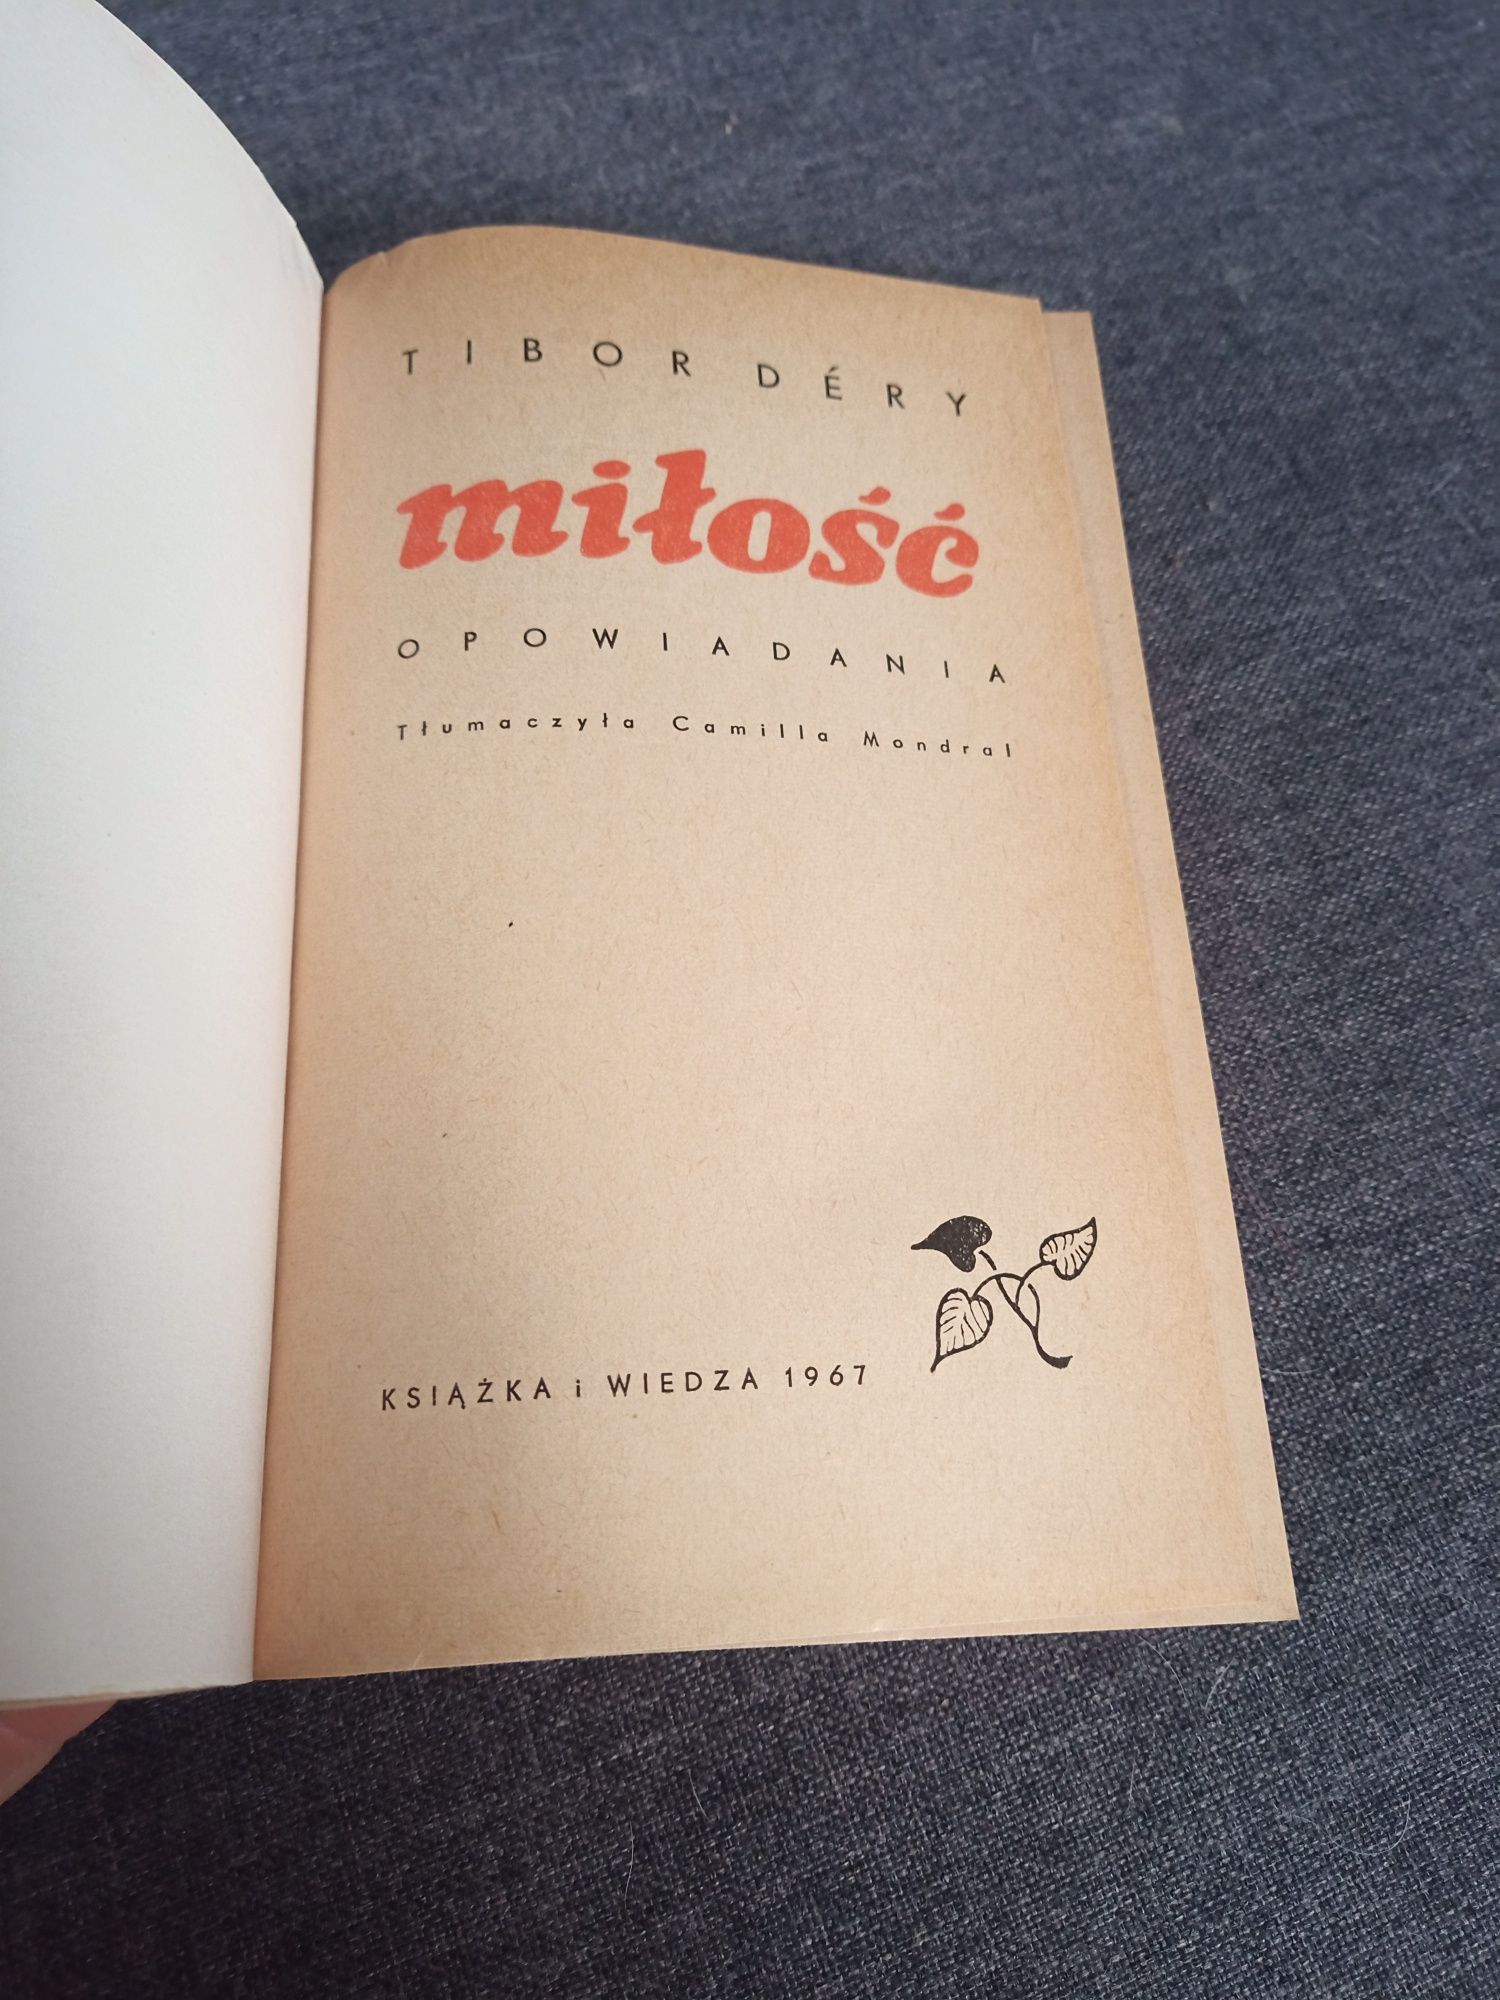 TIBOR DÉRY
miłość
OPOWIADANIA
Tłumaczyła Camilla Mondral
KSIĄŻKA i WIEDZA 1967